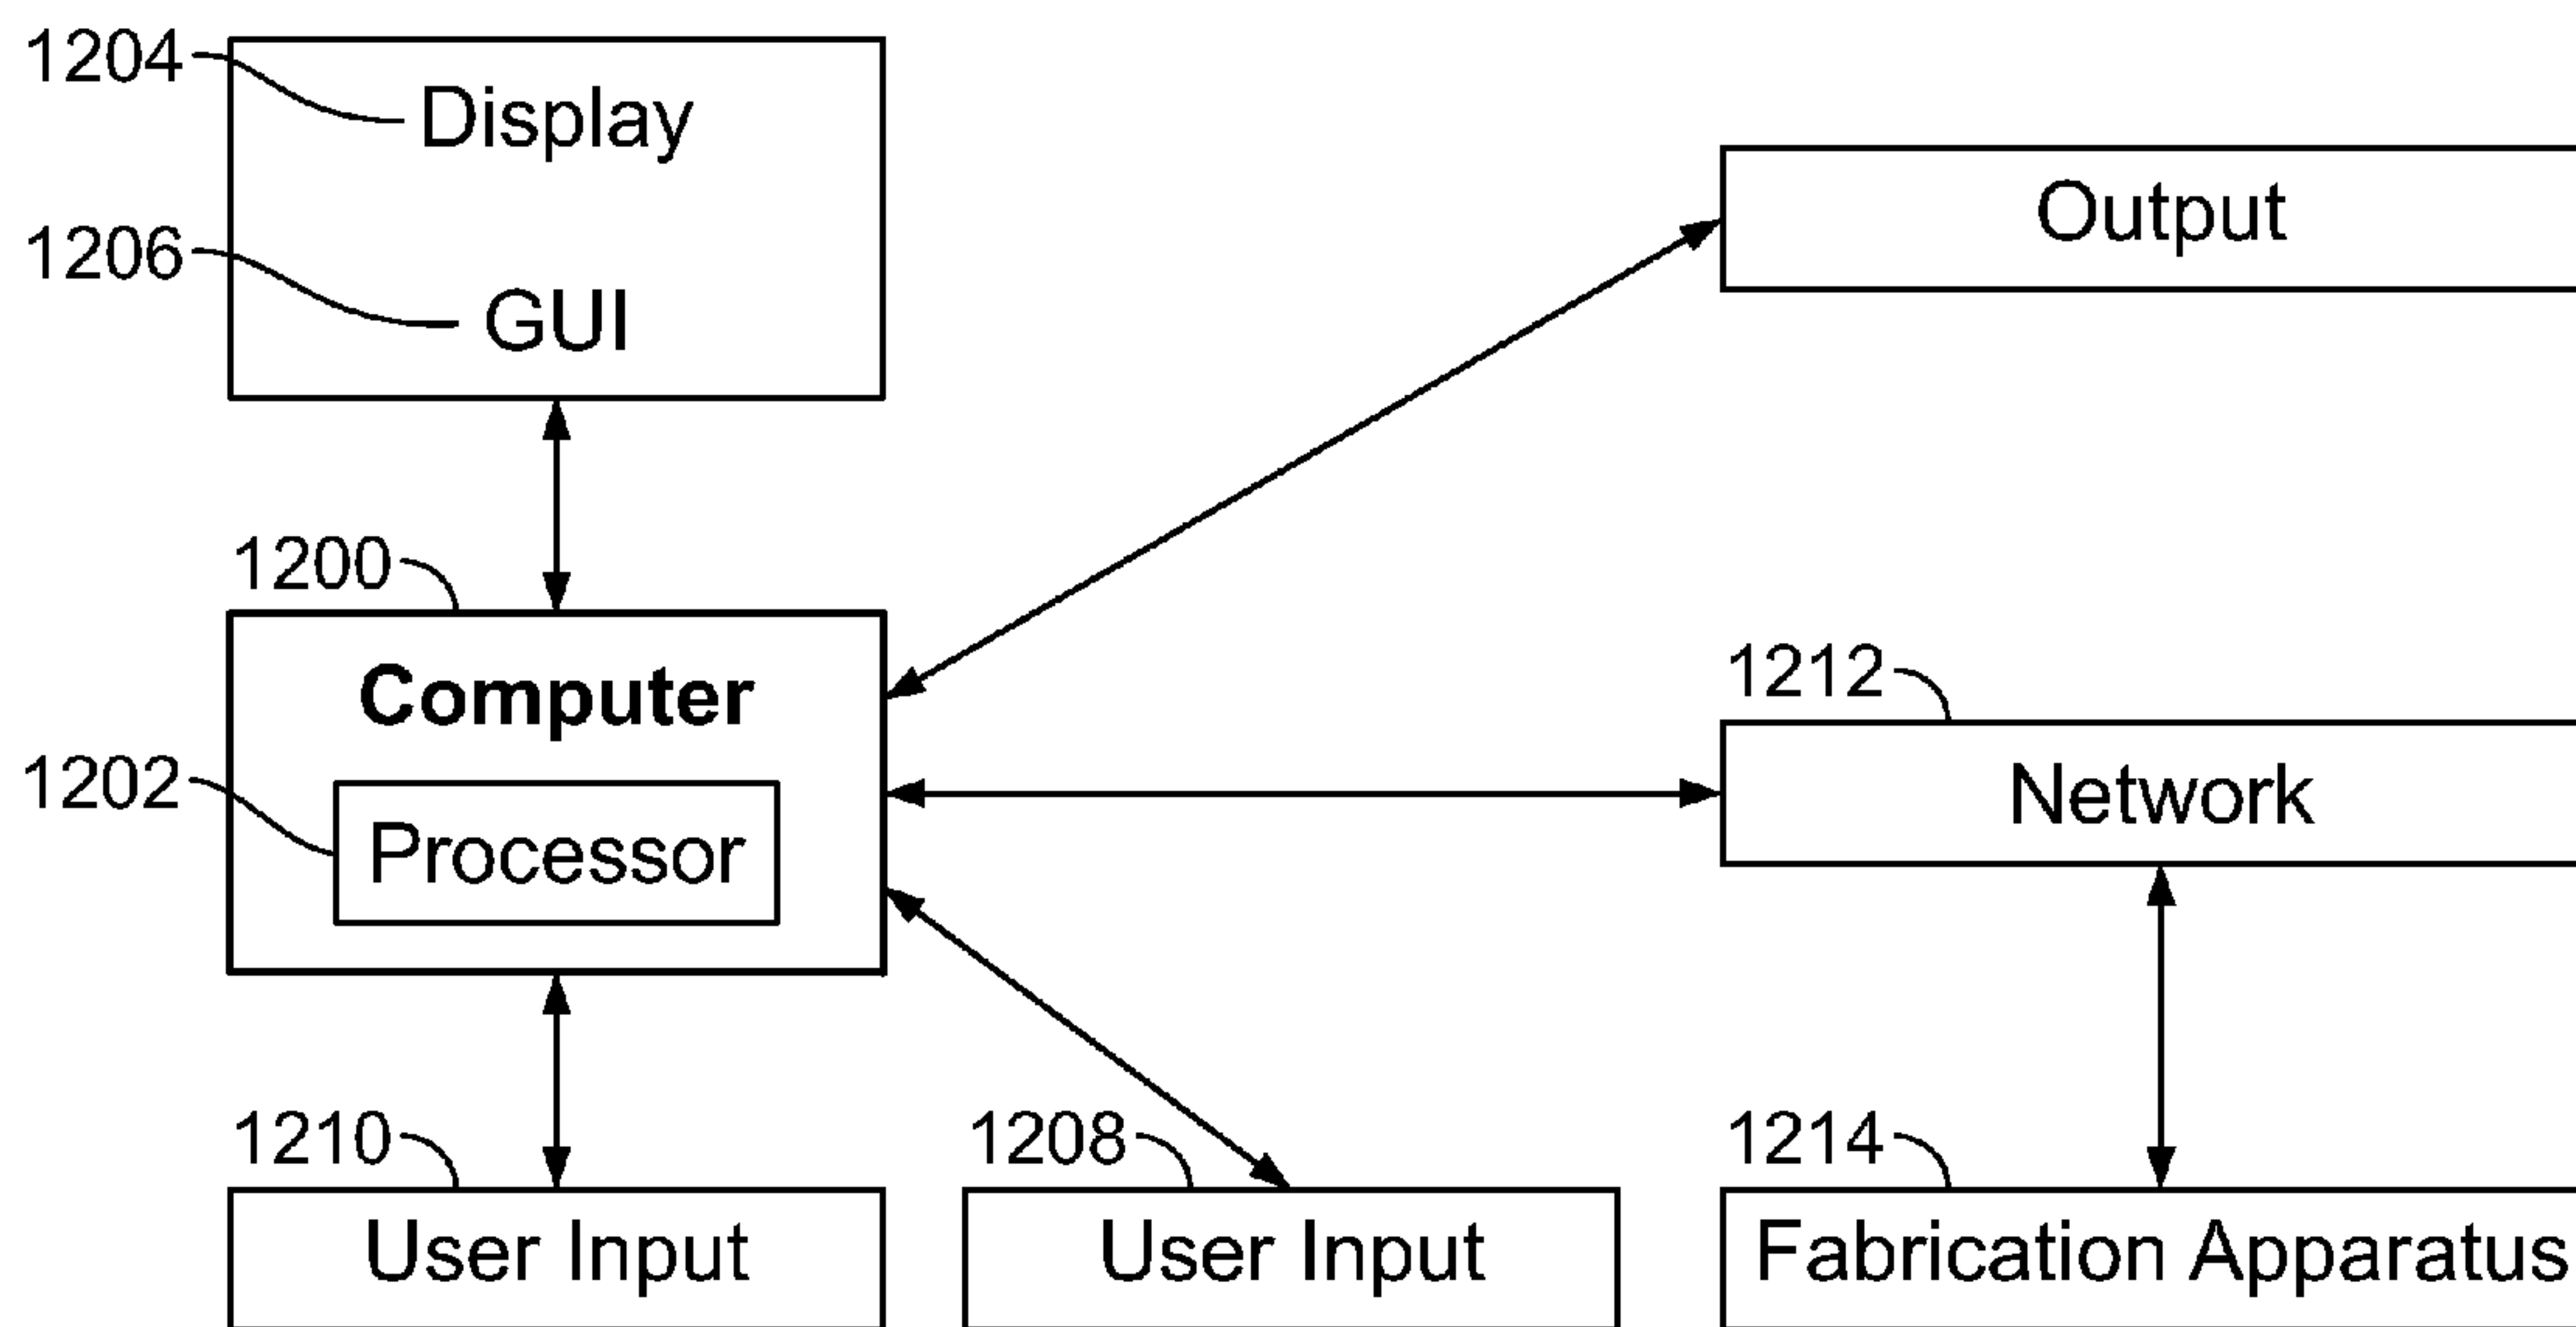 1204
Display
1206
GUI
Output
1200
Computer
1202
Processor
1212
Network
1210
User Input
1208
User Input
1214
Fabrication Apparatus